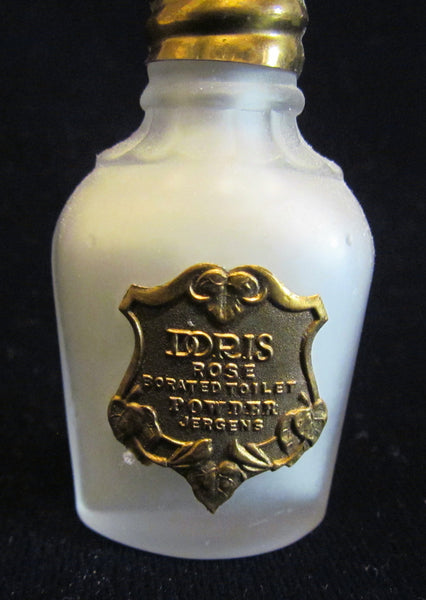 DORIS
ROSE
BORATED TOILET
POWDER
JERGENS